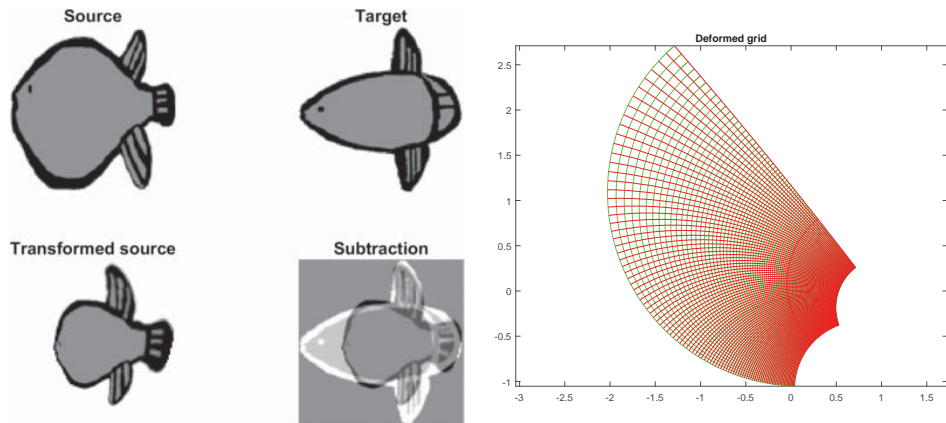 Source
Target
Transformed source
Subtraction
Deformed grid
2.5
2
1.5
1
0.5
0
-0.5
-1
-3 -2.5 -2 -1.5 -1 -0.5 0 0.5 1 1.5